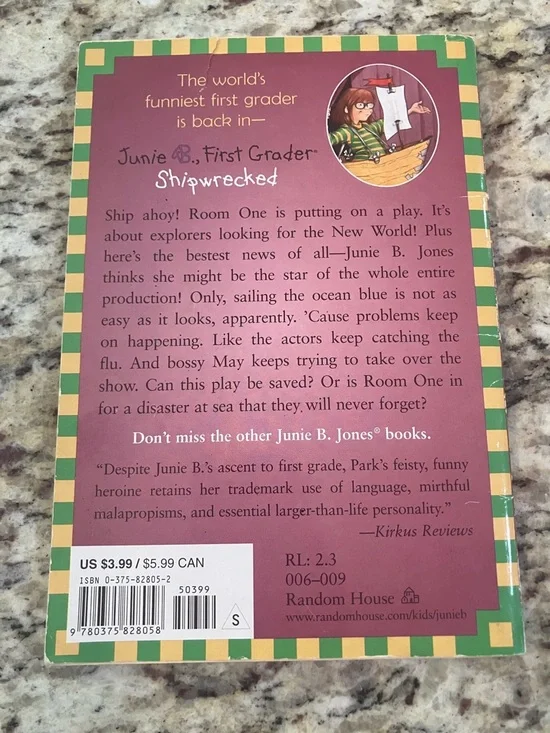 The world's
funniest first grader
is back in—
Junie B., First Grader
Shipwrecked
Ship ahoy! Room One is putting on a play. It's
about explorers looking for the New World! Plus
here's the bestest news of all—Junie B. Jones
thinks she might be the star of the whole entire
production! Only, sailing the ocean blue is not as
easy as it looks, apparently. 'Cause problems keep
on happening. Like the actors keep catching the
flu. And bossy May keeps trying to take over the
show. Can this play be saved? Or is Room One in
for a disaster at sea that they will never forget?
Don't miss the other Junie B. Jones® books.
"Despite Junie B.'s ascent to first grade, Park's feisty, funny
heroine retains her trademark use of language, mirthful
malapropisms, and essential larger-than-life personality."
—Kirkus Reviews
US $3.99 / $5.99 CAN
ISBN 0-375-82805-2
50399
9 780375 828058
S
RL: 2.3
006–009
Random House
www.randomhouse.com/kids/junieb